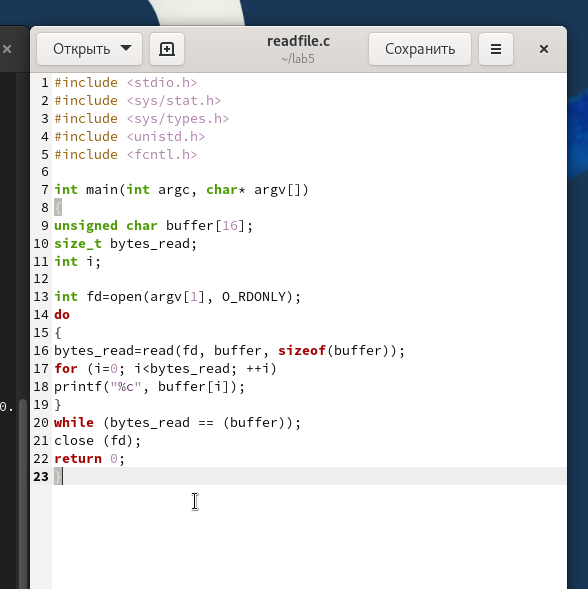 Открыть
readfile.c
~/lab5
Сохранить
1 #include <stdio.h>
2 #include <sys/stat.h>
3 #include <sys/types.h>
4 #include <unistd.h>
5 #include <fcntl.h>
6
7 int main(int argc, char* argv[])
8 {
9 unsigned char buffer[16];
10 size_t bytes_read;
11 int i;
12
13 int fd=open(argv[1], O_RDONLY);
14 do
15 {
16 bytes_read=read(fd, buffer, sizeof(buffer));
17 for (i=0; i<bytes_read; ++i)
18 printf("%c", buffer[i]);
19 }
20 while (bytes_read == (buffer));
21 close (fd);
22 return 0;
23 }
0.